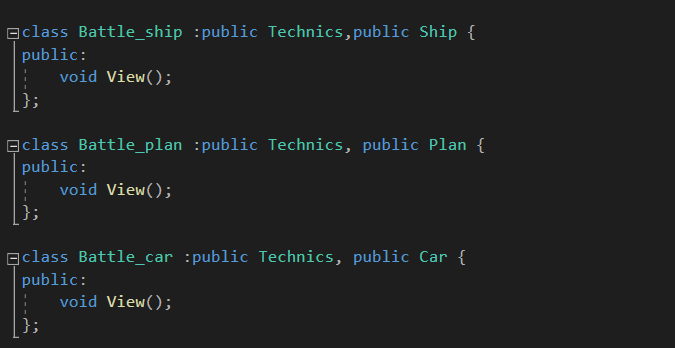 class Battle_ship :public Technics,public Ship {
public:
    void View();
};

class Battle_plan :public Technics, public Plan {
public:
    void View();
};

class Battle_car :public Technics, public Car {
public:
    void View();
};